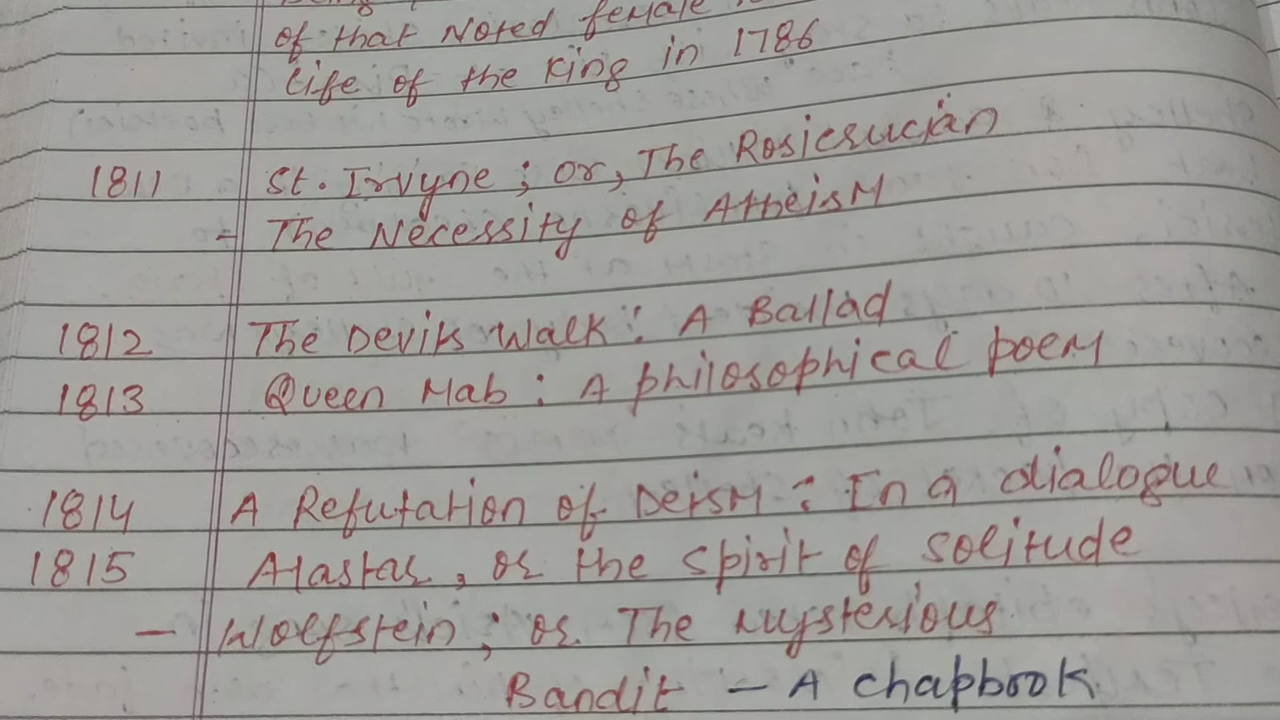 of that Noted female
life of the king in 1786
1811 St. Irvyne ; or, The Rosicrucian
- The Necessity of Atheism
1812 The Devils Walk : A Ballad
1813 Queen Mab : A philosophical poem
1814 A Refutation of Deism : In a dialogue
1815 Alastar, or the spirit of solitude
— Wolfstein ; or The Mysterious
Bandit – A chapbook